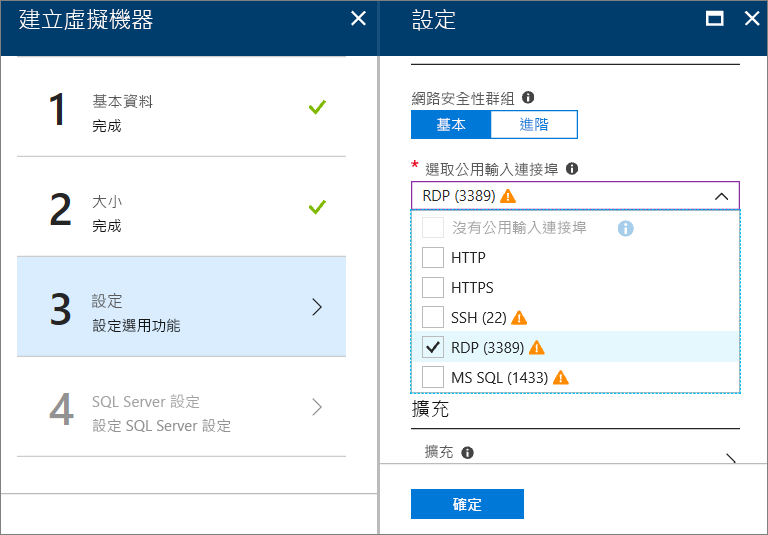 建立虛擬機器
1
基本資料
完成
2
大小
完成
3
設定
設定選用功能
4
SQL Server 設定
設定 SQL Server 設定
設定
網路安全性群組
基本
進階
* 選取公用輸入連接埠
RDP (3389)
沒有公用輸入連接埠
HTTP
HTTPS
SSH (22)
RDP (3389)
MS SQL (1433)
擴充
擴充
確定